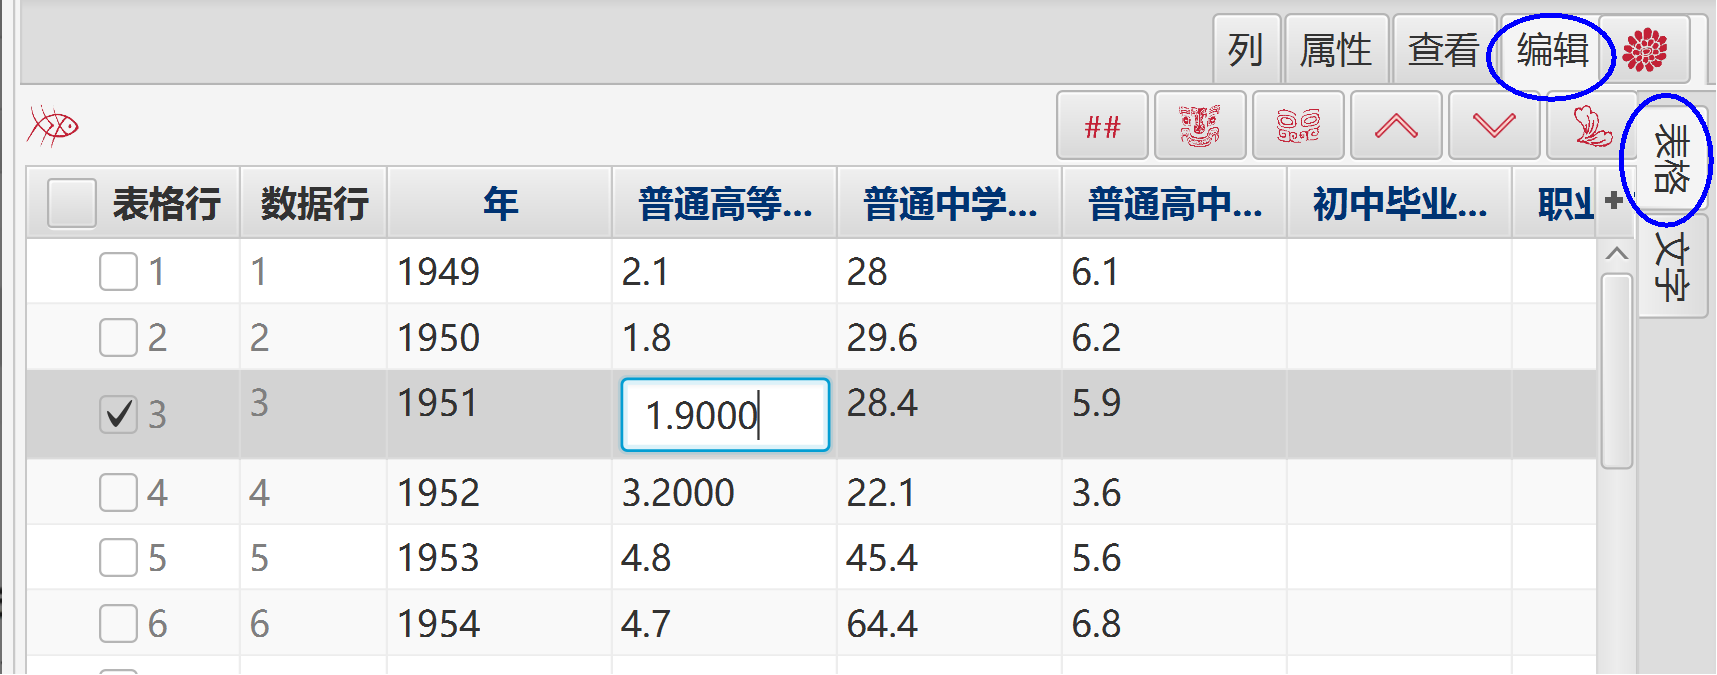 列 属性 查看 编辑
##
表格
文字
表格行 数据行 年 普通高等... 普通中学... 普通高中... 初中毕业... 职业 +
1 1 1949 2.1 28 6.1
2 2 1950 1.8 29.6 6.2
3 3 1951 1.9000 28.4 5.9
4 4 1952 3.2000 22.1 3.6
5 5 1953 4.8 45.4 5.6
6 6 1954 4.7 64.4 6.8